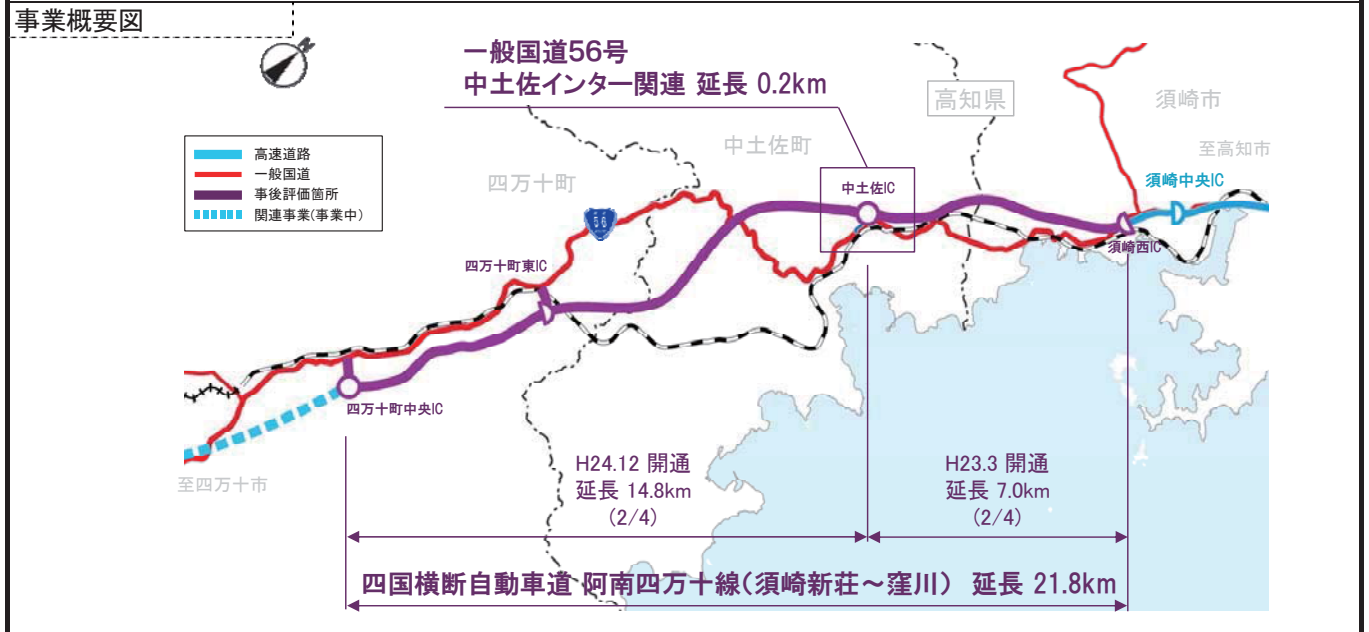 事業概要図
N
一般国道56号
中土佐インター関連 延長 0.2km
高知県
須崎市
至高知市
中土佐町
四万十町
高速道路
一般国道
事後評価箇所
関連事業(事業中)
56
中土佐IC
須崎中央IC
須崎西IC
四万十町東IC
四万十町中央IC
至四万十市
H24.12 開通
延長 14.8km
(2/4)
H23.3 開通
延長 7.0km
(2/4)
四国横断自動車道 阿南四万十線(須崎新荘~窪川) 延長 21.8km